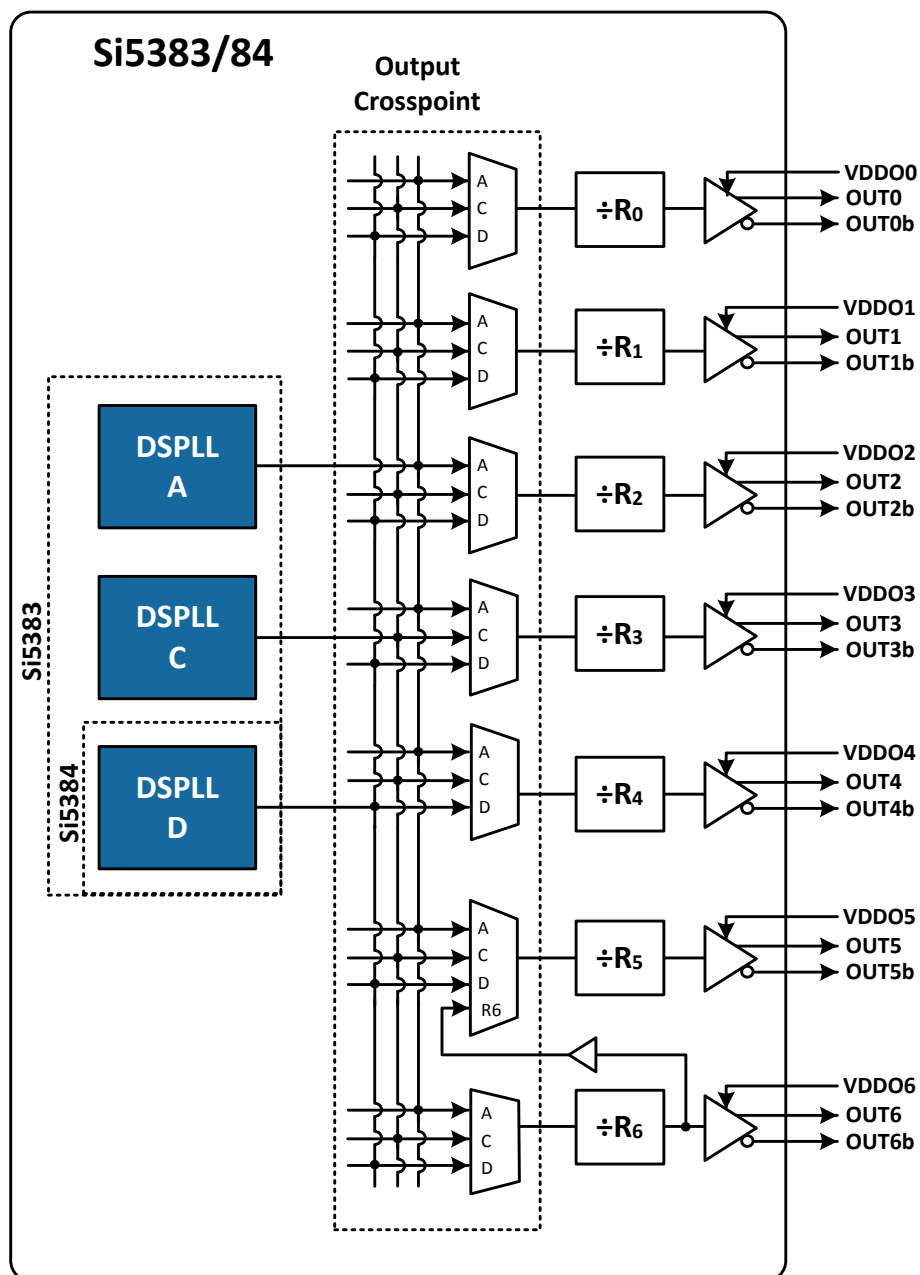 Si5383/84
Output
Crosspoint
A
C
D
÷R0
VDDO0
OUT0
OUT0b
A
C
D
÷R1
VDDO1
OUT1
OUT1b
DSPLL
A
A
C
D
÷R2
VDDO2
OUT2
OUT2b
Si5383
DSPLL
C
A
C
D
÷R3
VDDO3
OUT3
OUT3b
Si5384
DSPLL
D
A
C
D
÷R4
VDDO4
OUT4
OUT4b
A
C
D
R6
÷R5
VDDO5
OUT5
OUT5b
A
C
D
÷R6
VDDO6
OUT6
OUT6b